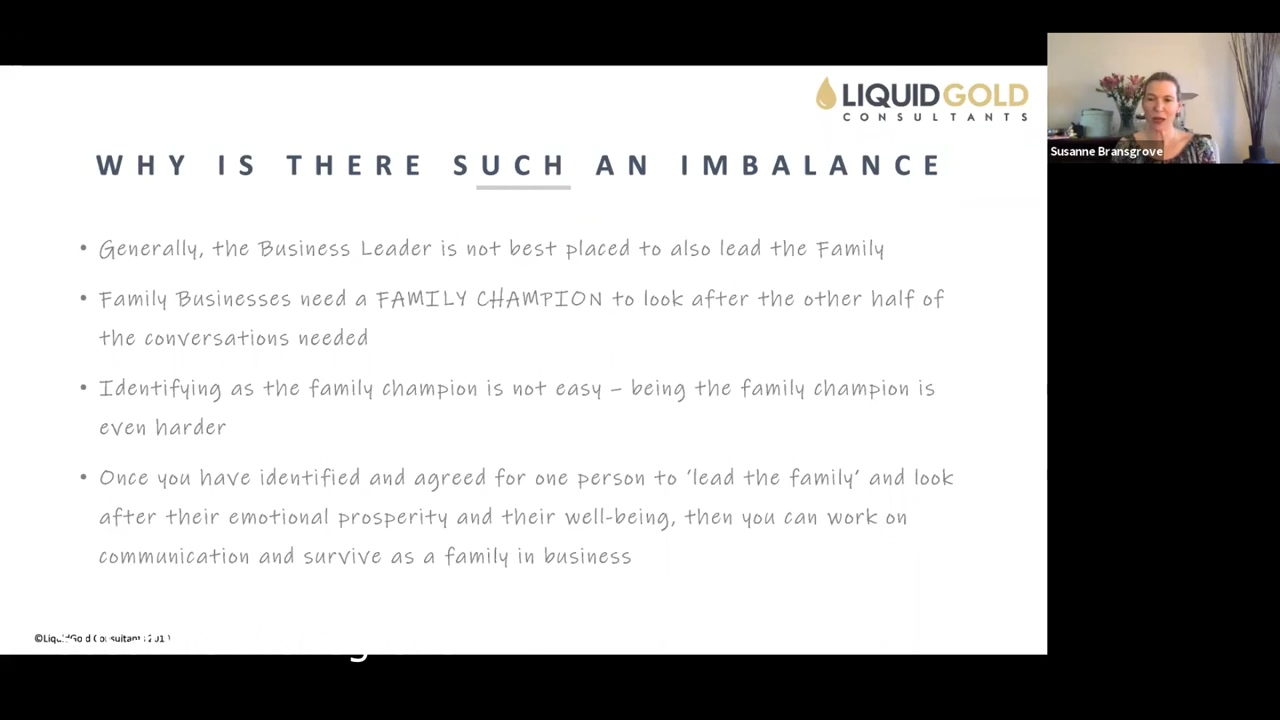 LIQUIDGOLD
CONSULTANTS
Susanne Bransgrove
WHY IS THERE SUCH AN IMBALANCE
• Generally, the Business Leader is not best placed to also lead the Family
• Family Businesses need a FAMILY CHAMPION to look after the other half of
the conversations needed
• Identifying as the family champion is not easy – being the family champion is
even harder
• Once you have identified and agreed for one person to ‘lead the family’ and look
after their emotional prosperity and their well-being, then you can work on
communication and survive as a family in business
©LiquidGold Consultants